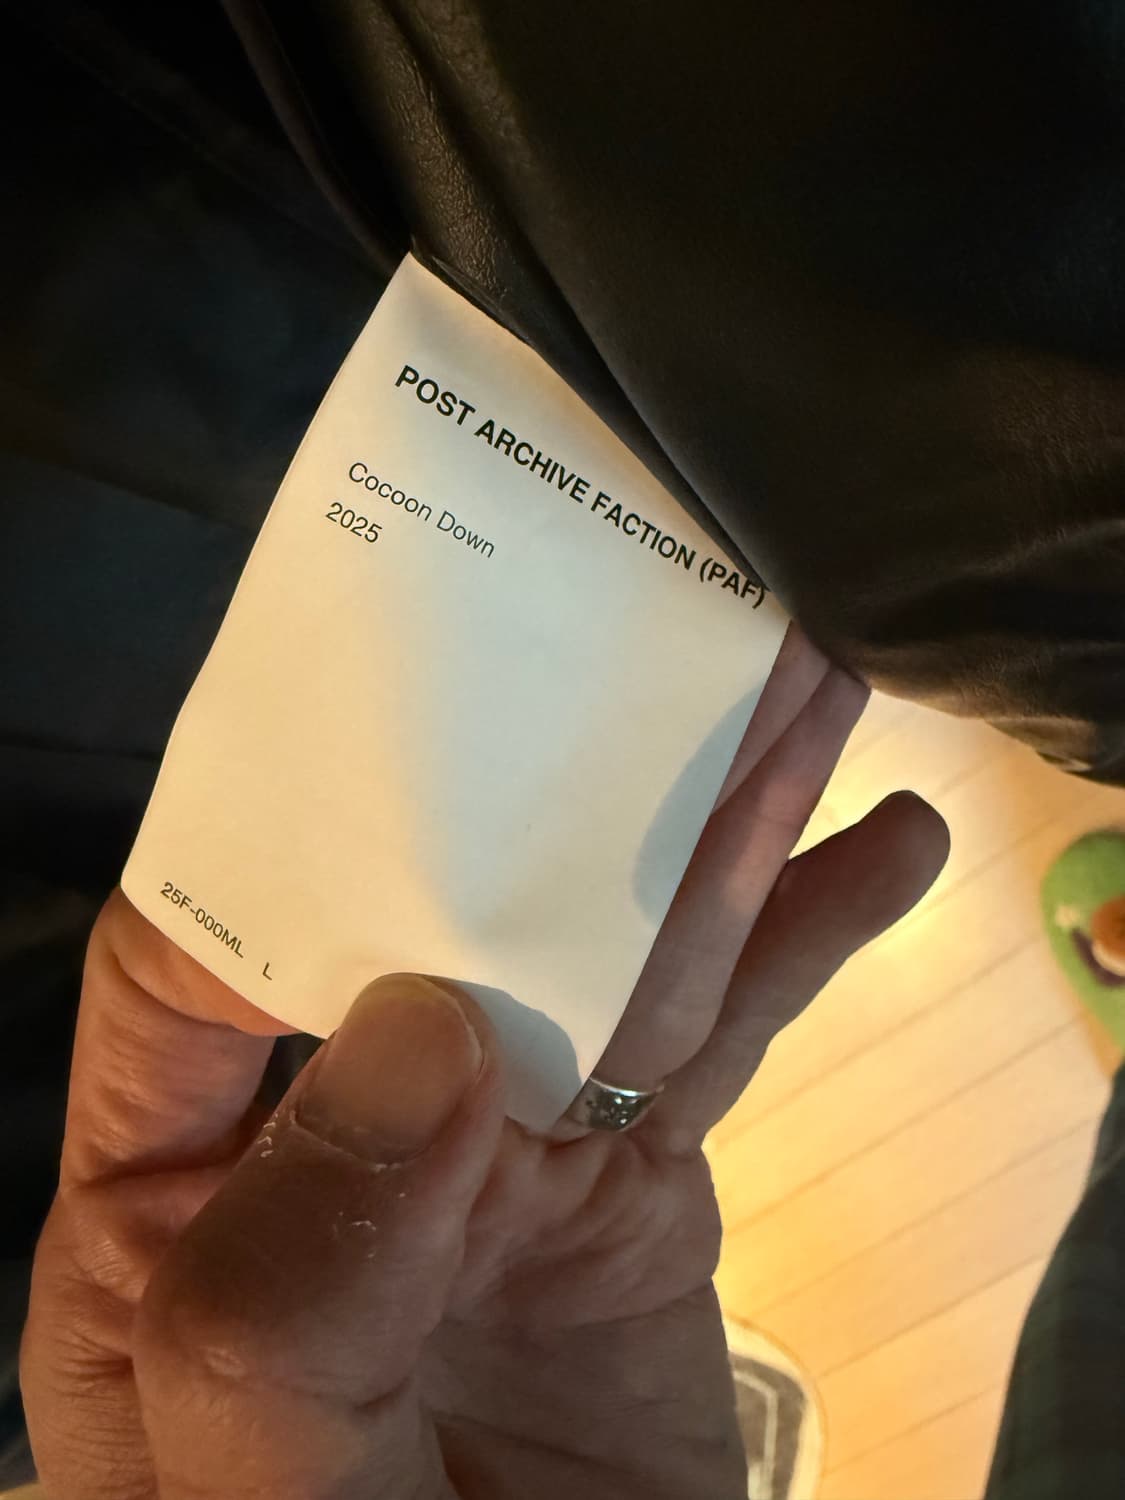 POST ARCHIVE FACTION (PAF)
Cocoon Down
2025
25F-000ML L